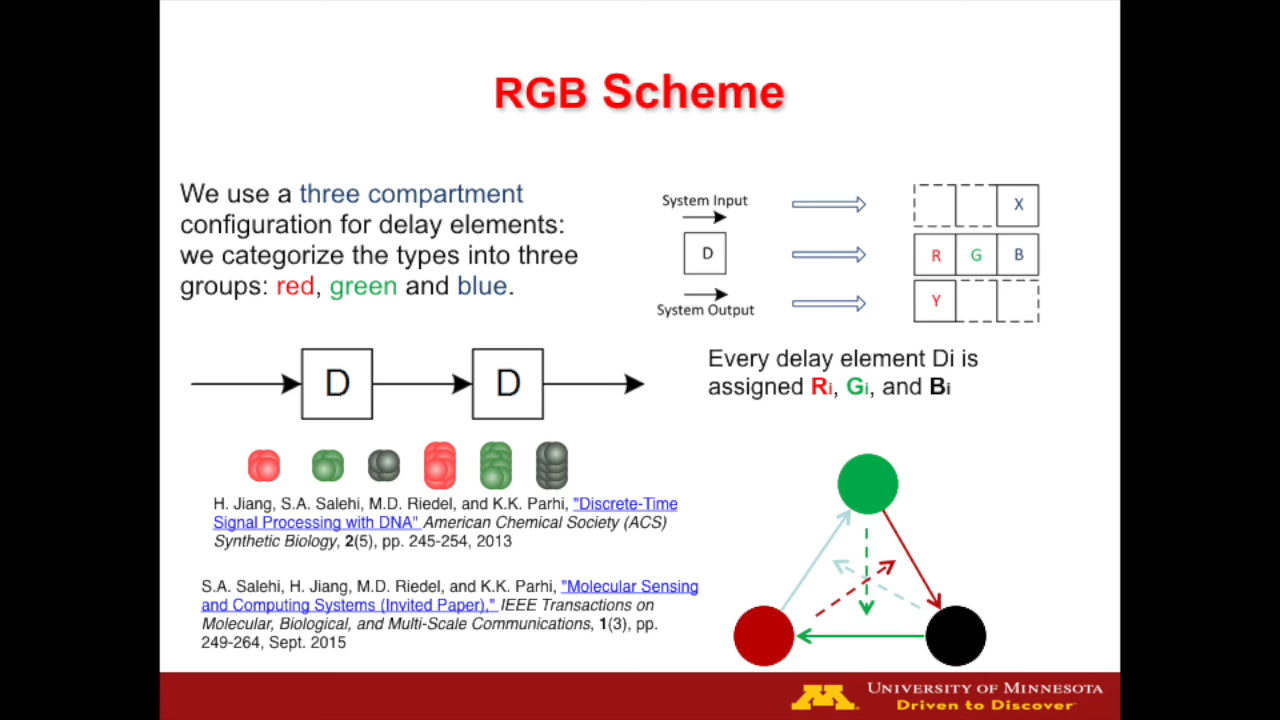 RGB Scheme
We use a three compartment
configuration for delay elements:
we categorize the types into three
groups: red, green and blue.
System Input
D
System Output
X
R G B
Y
Every delay element Di is
assigned Ri, Gi, and Bi
D D
H. Jiang, S.A. Salehi, M.D. Riedel, and K.K. Parhi, "Discrete-Time
Signal Processing with DNA" American Chemical Society (ACS)
Synthetic Biology, 2(5), pp. 245-254, 2013
S.A. Salehi, H. Jiang, M.D. Riedel, and K.K. Parhi, "Molecular Sensing
and Computing Systems (Invited Paper)," IEEE Transactions on
Molecular, Biological, and Multi-Scale Communications, 1(3), pp.
249-264, Sept. 2015
M
UNIVERSITY OF MINNESOTA
Driven to Discover